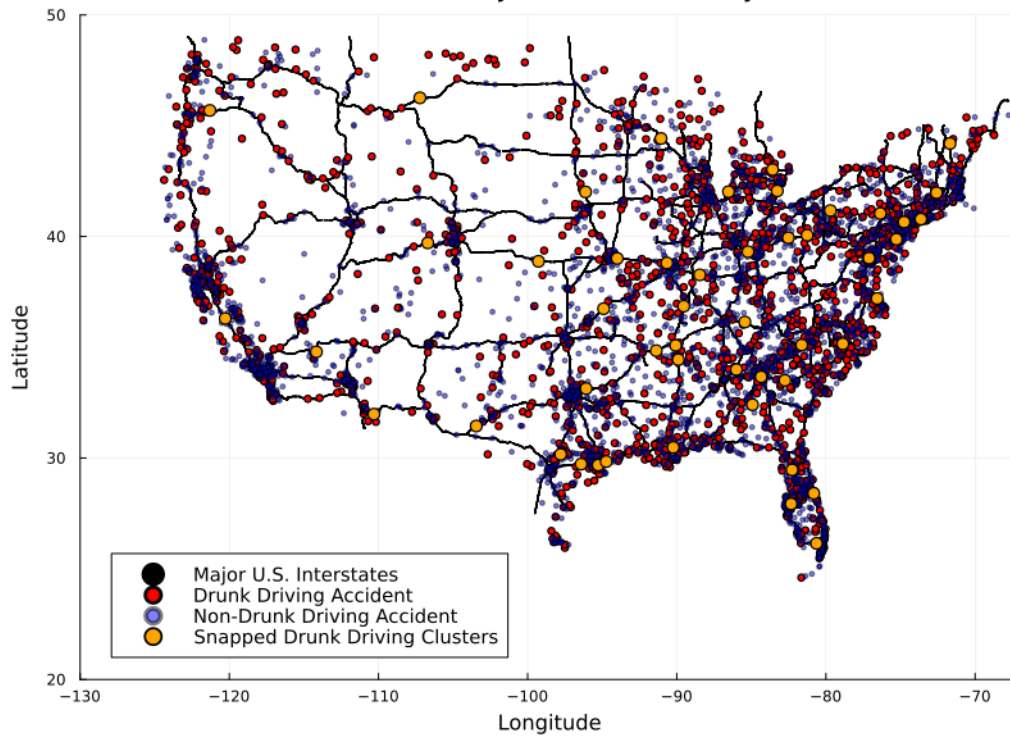 50
40
30
20
Latitude
Major U.S. Interstates
Drunk Driving Accident
Non-Drunk Driving Accident
Snapped Drunk Driving Clusters
−130
−120
−110
−100
−90
−80
−70
Longitude